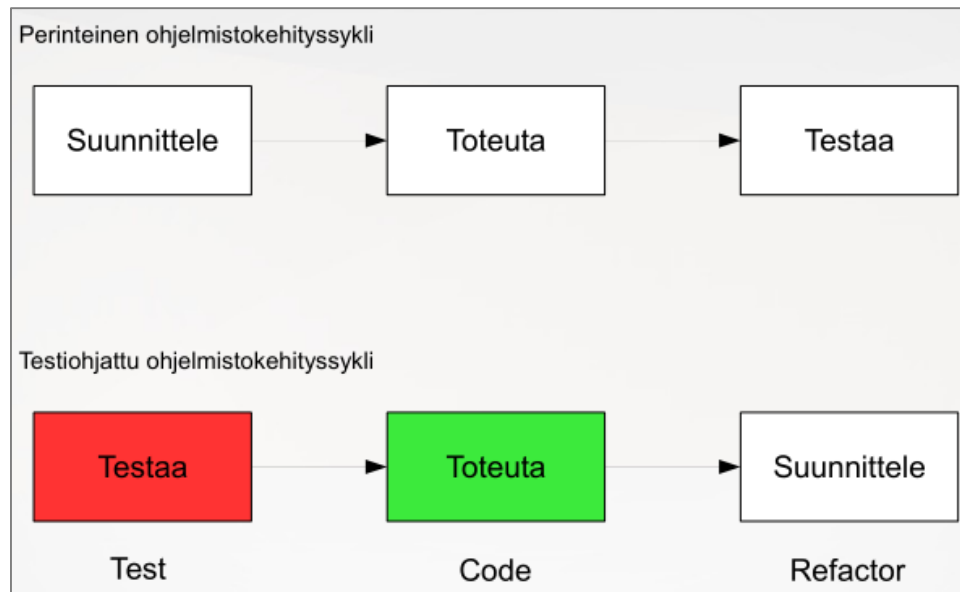 Perinteinen ohjelmistokehityssykli
Suunnittele
Toteuta
Testaa
Testiohjattu ohjelmistokehityssykli
Testaa
Toteuta
Suunnittele
Test
Code
Refactor